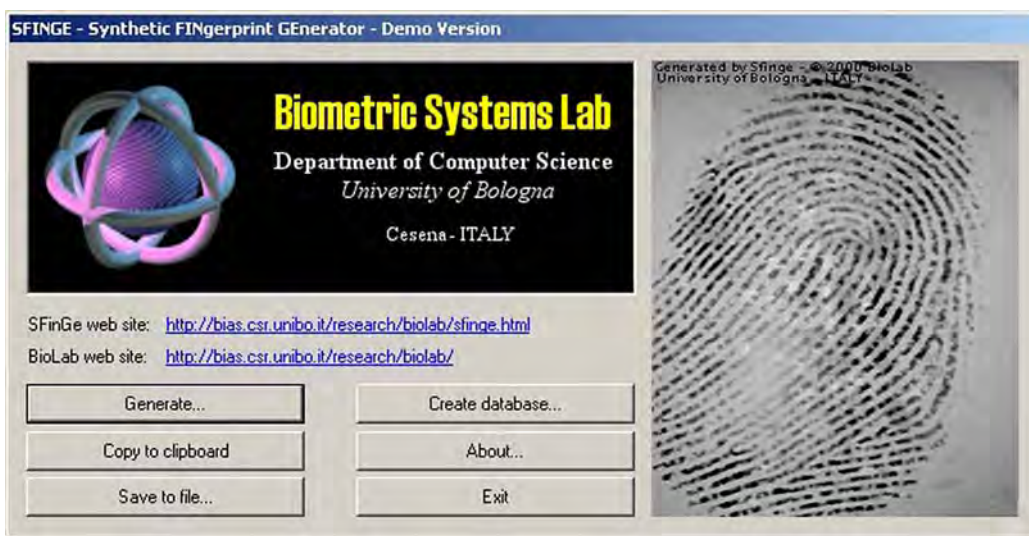 SFINGE - Synthetic FINgerprint GEnerator - Demo Version
Biometric Systems Lab
Department of Computer Science
University of Bologna
Cesena - ITALY
Generated by Sfinge - © 2000 BioLab
University of Bologna - ITALY
SFinGe web site: http://bias.csr.unibo.it/research/biolab/sfinge.html
BioLab web site: http://bias.csr.unibo.it/research/biolab/
Generate...
Create database...
Copy to clipboard
About...
Save to file...
Exit